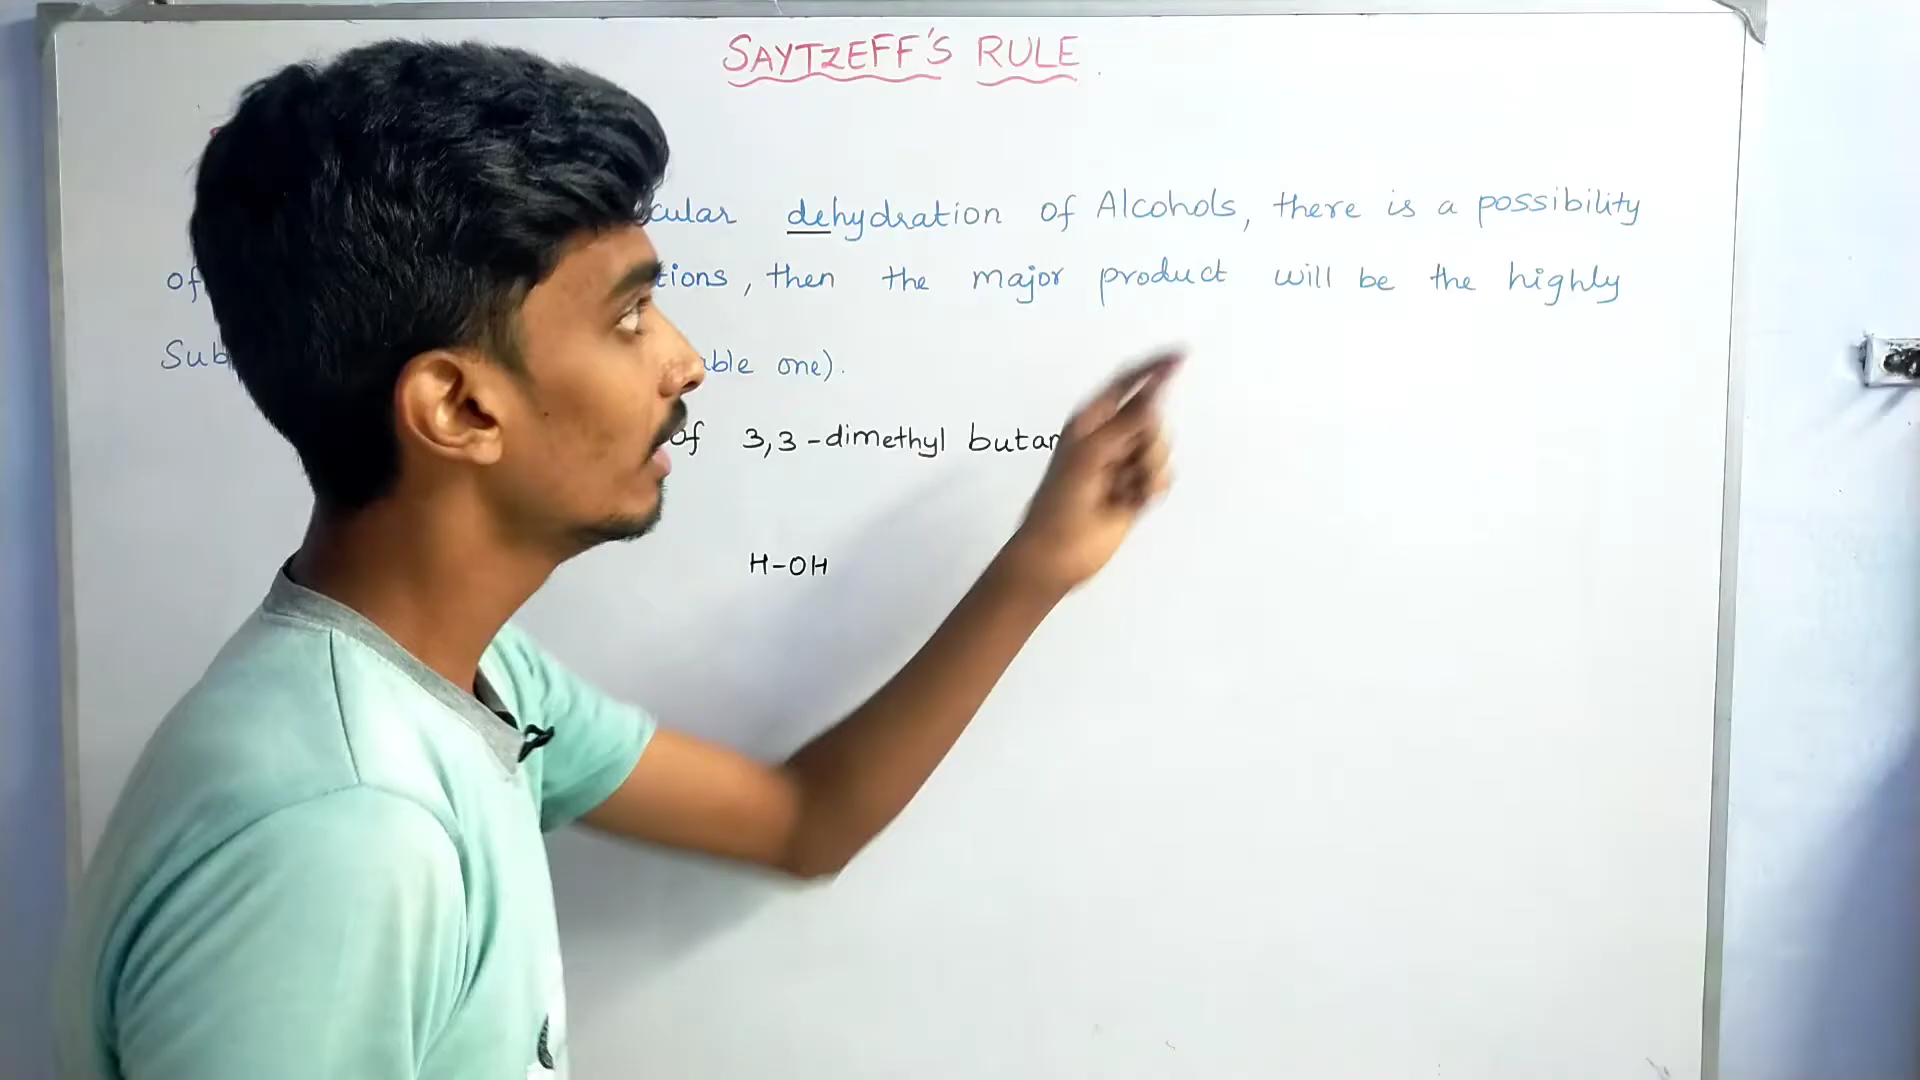 SAYTZEFF'S RULE
cular dehydration of Alcohols, there is a possibility
of tions, then the major product will be the highly
Sub able one).
of 3,3-dimethyl butan
H-OH